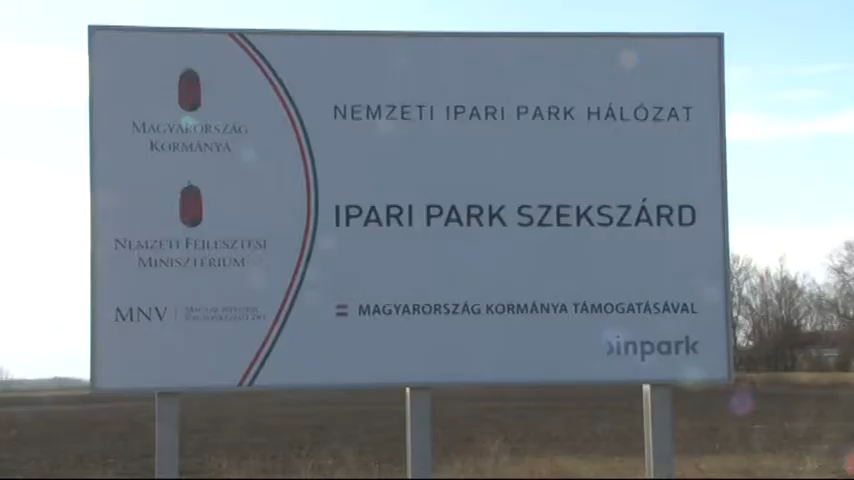 MAGYARORSZÁG
KORMÁNYA
NEMZETI FEJLESZTÉSI
MINISZTÉRIUM
MNV
NEMZETI IPARI PARK HÁLÓZAT
IPARI PARK SZEKSZÁRD
MAGYARORSZÁG KORMÁNYA TÁMOGATÁSÁVAL
inpark